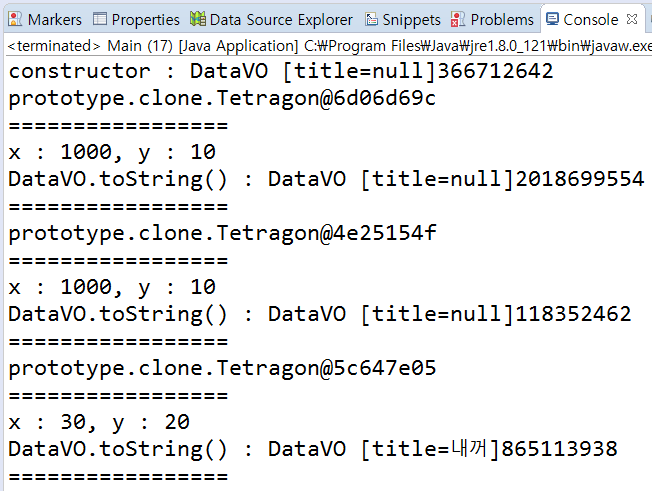 Markers Properties Data Source Explorer Snippets Problems Console
<terminated> Main (17) [Java Application] C:₩Program Files₩Java₩jre1.8.0_121₩bin₩javaw.exe
constructor : DataVO [title=null]366712642
prototype.clone.Tetragon@6d06d69c
=================
x : 1000, y : 10
DataVO.toString() : DataVO [title=null]2018699554
=================
prototype.clone.Tetragon@4e25154f
=================
x : 1000, y : 10
DataVO.toString() : DataVO [title=null]118352462
=================
prototype.clone.Tetragon@5c647e05
=================
x : 30, y : 20
DataVO.toString() : DataVO [title=내꺼]865113938
=================